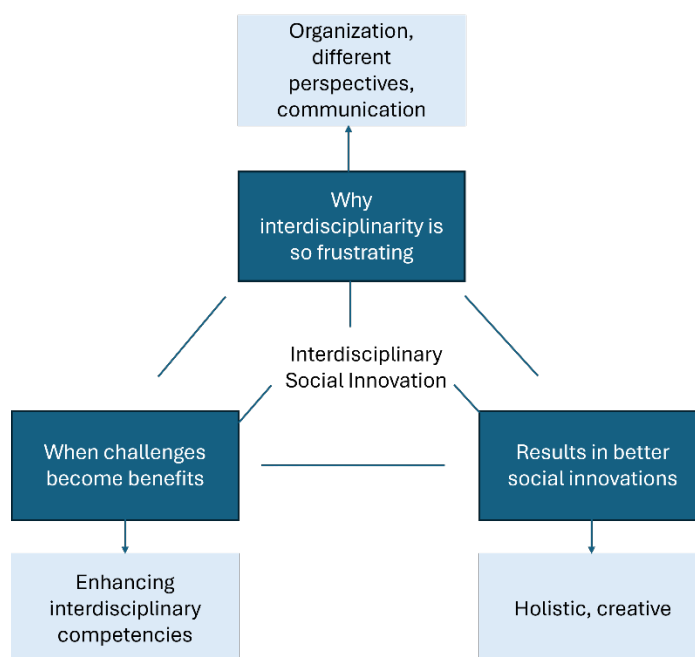 Organization,
different
perspectives,
communication
Why
interdisciplinarity is
so frustrating
Interdisciplinary
Social Innovation
When challenges
become benefits
Results in better
social innovations
Enhancing
interdisciplinary
competencies
Holistic, creative